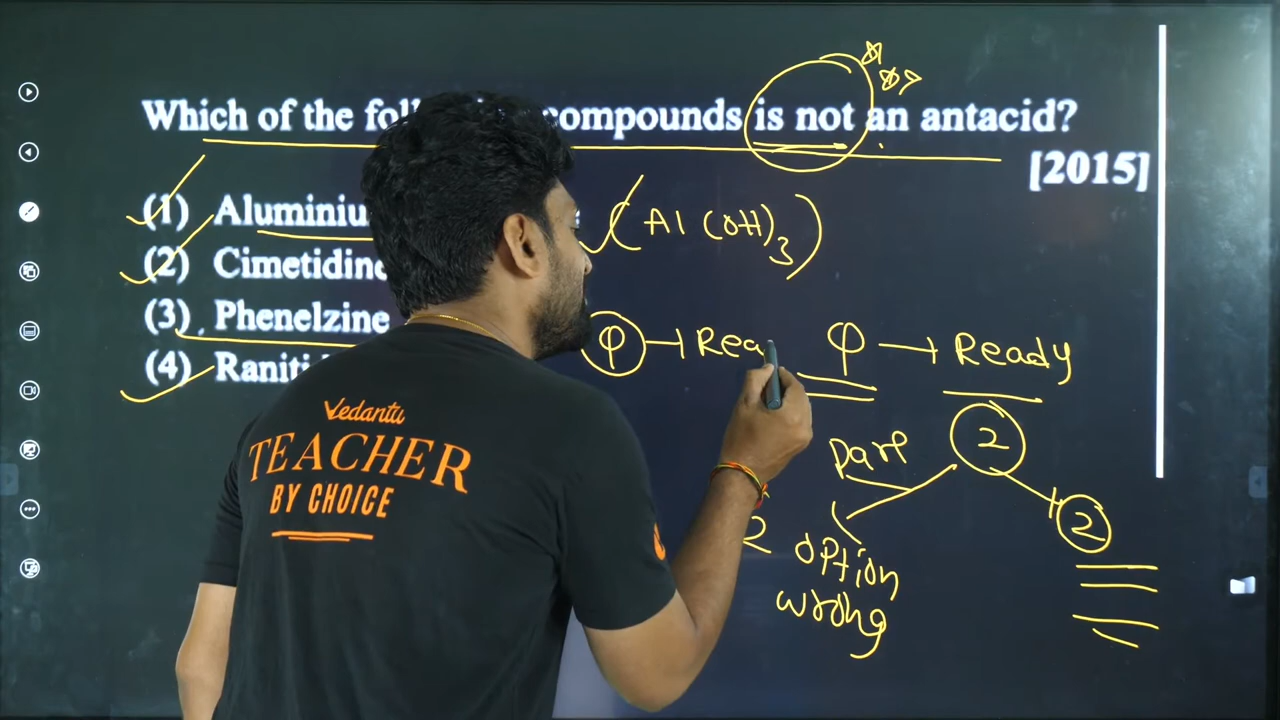 Which of the fol compounds is not an antacid?
[2015]
(1) Aluminiu (Al(OH)3)
(2) Cimetidine
(3) Phenelzine
(4) Raniti
φ → Rea φ → Ready
Part 2
2 option 2
wrong
Vedantu
TEACHER
BY CHOICE